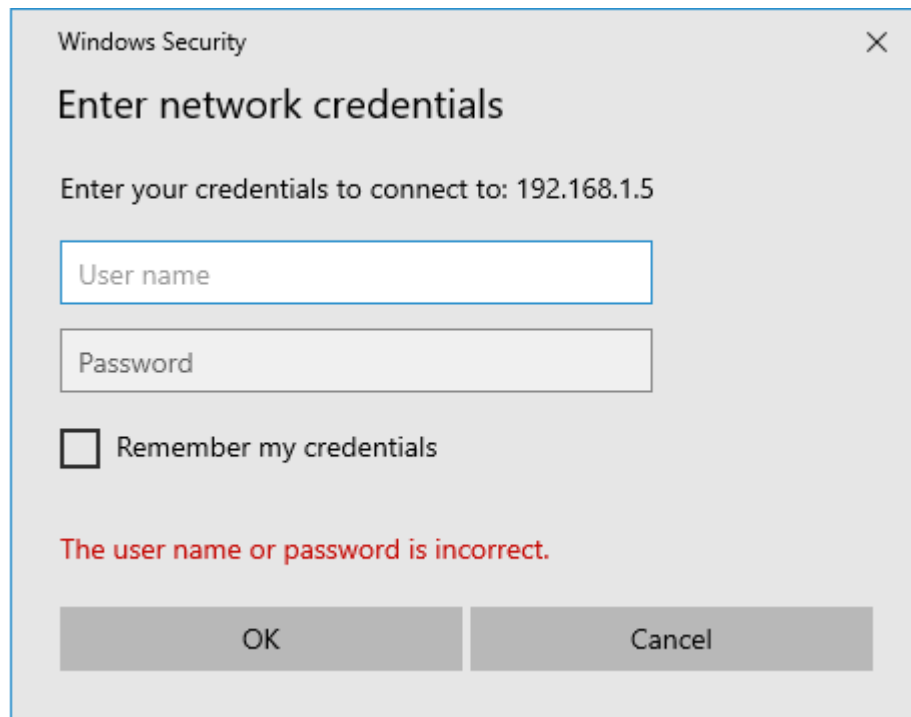 Windows Security
Enter network credentials
Enter your credentials to connect to: 192.168.1.5
User name
Password
Remember my credentials
The user name or password is incorrect.
OK
Cancel